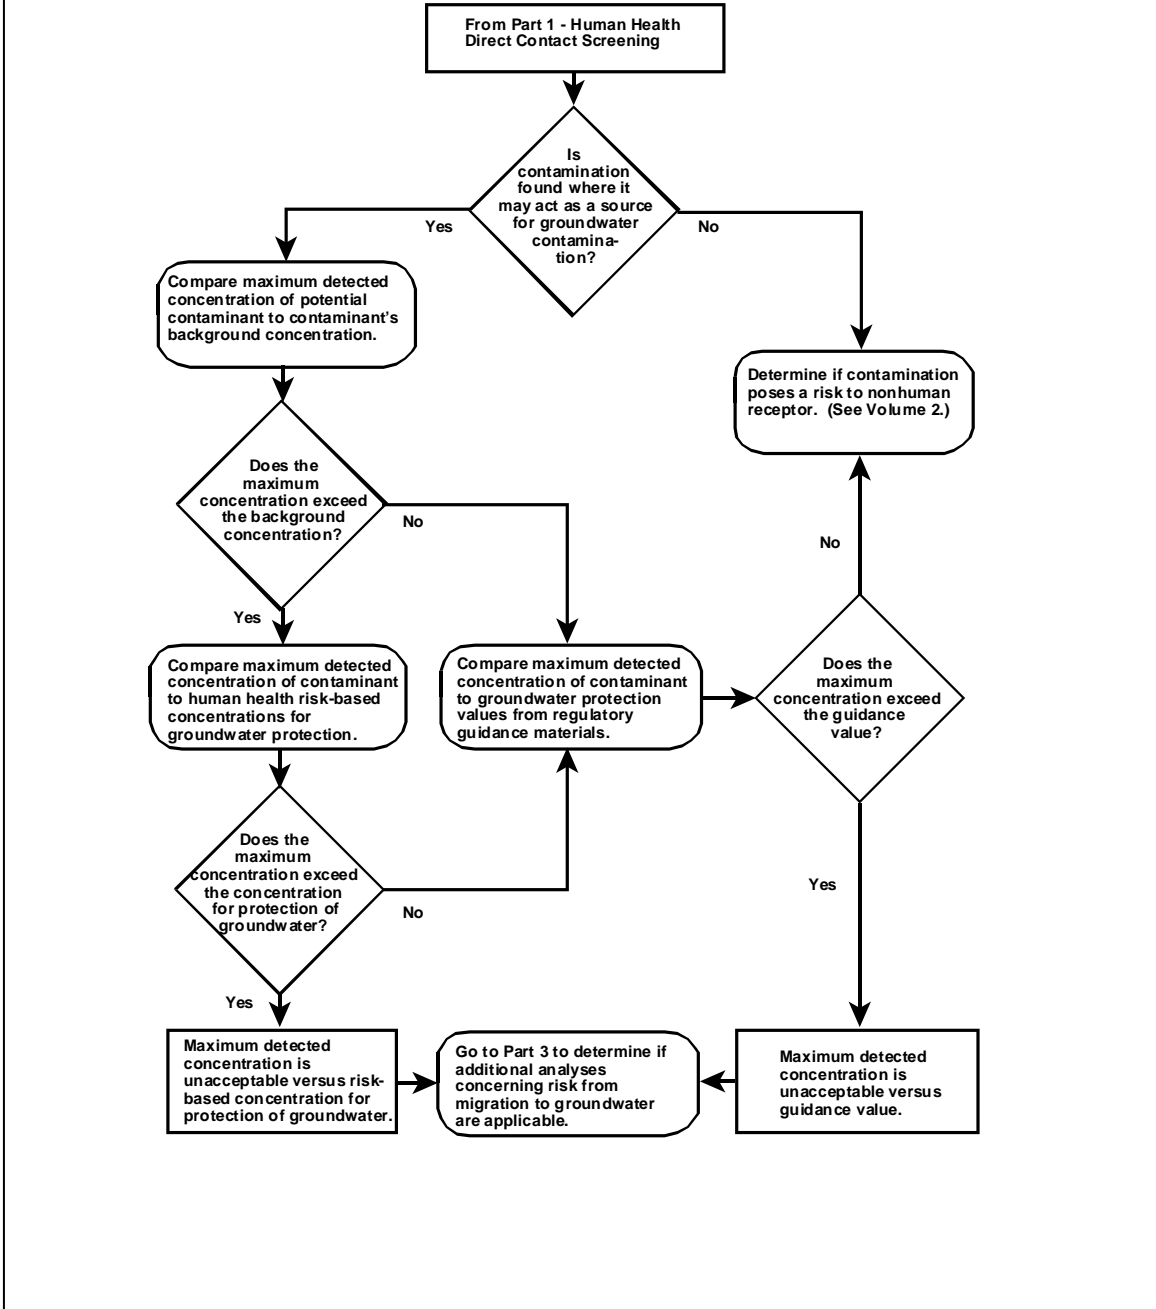 From Part 1 - Human Health
Direct Contact Screening
Is
contamination
found where it
may act as a source
for groundwater
contamina-
tion?
Yes
No
Compare maximum detected
concentration of potential
contaminant to contaminant's
background concentration.
Determine if contamination
poses a risk to nonhuman
receptor. (See Volume 2.)
Does the
maximum
concentration exceed
the background
concentration?
No
No
Yes
Compare maximum detected
concentration of contaminant
to human health risk-based
concentrations for
groundwater protection.
Compare maximum detected
concentration of contaminant
to groundwater protection
values from regulatory
guidance materials.
Does the
maximum
concentration exceed
the guidance
value?
Does the
maximum
concentration exceed
the concentration
for protection of
groundwater?
Yes
No
Yes
Maximum detected
concentration is
unacceptable versus risk-
based concentration for
protection of groundwater.
Go to Part 3 to determine if
additional analyses
concerning risk from
migration to groundwater
are applicable.
Maximum detected
concentration is
unacceptable versus
guidance value.